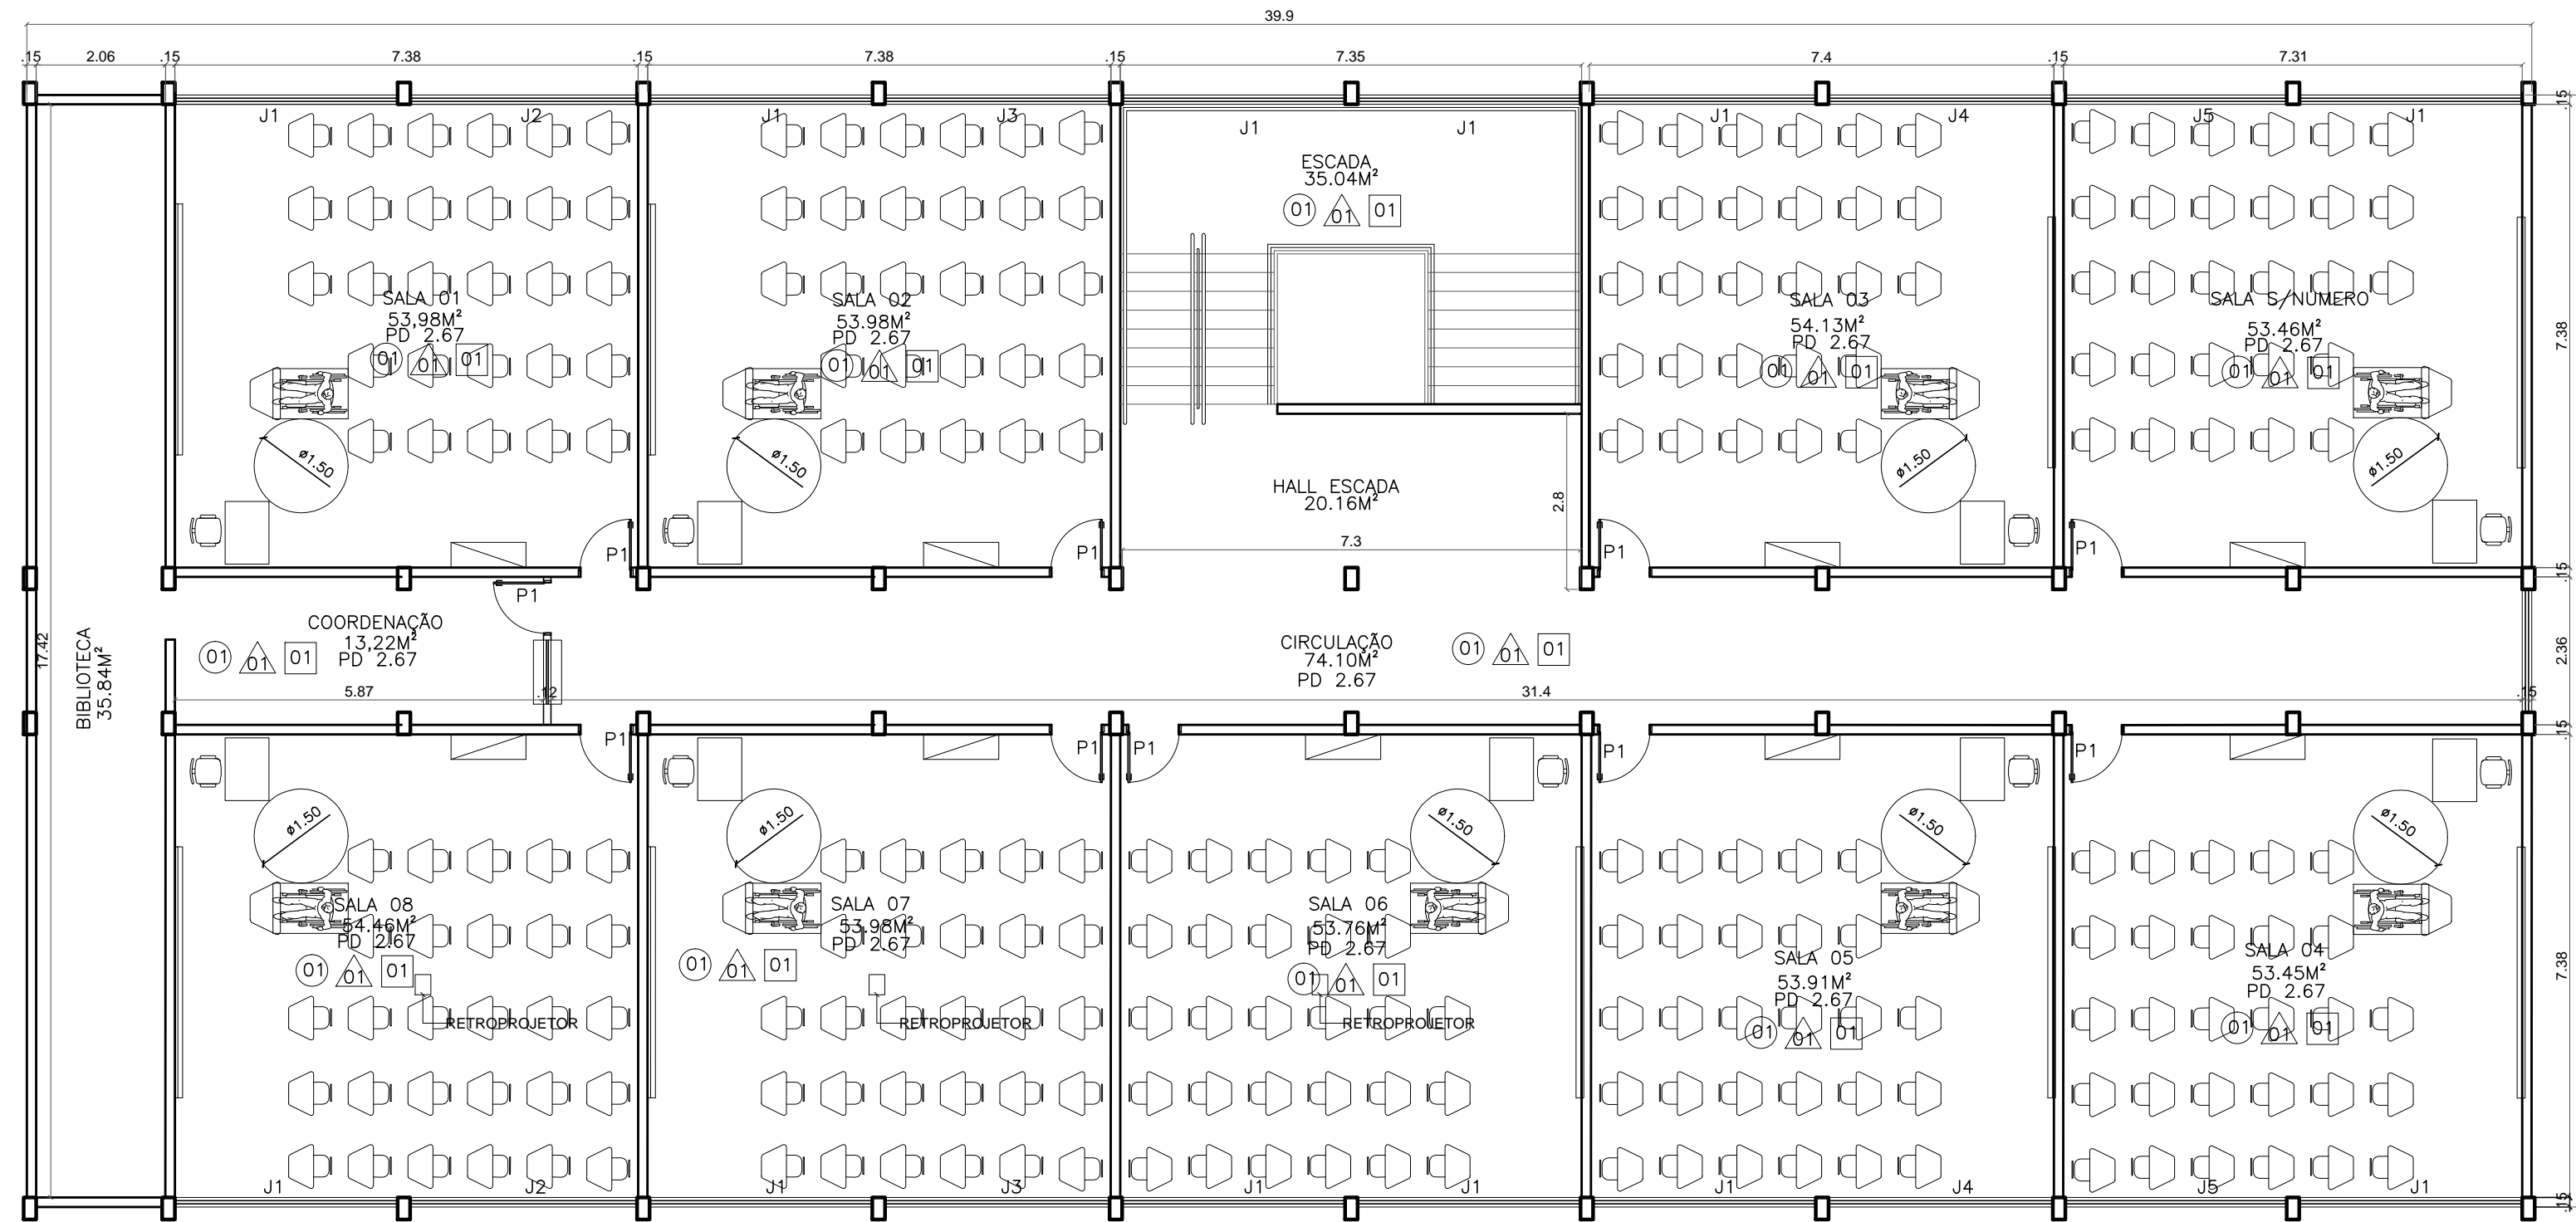 39.9
.15 2.06 .15 7.38 .15 7.38 .15 7.35 7.4 .15 7.31
.15
J1 J2 J1 J3 J1 J1 J1 J4 J5 J1
ESCADA
35.04M²
01 01 01
SALA 01
53,98M²
PD 2.67
01 01 01
SALA 02
53.98M²
PD 2.67
01 01 01
SALA 03
54.13M²
PD 2.67
01 01 01
SALA S/NUMERO
53.46M²
PD 2.67
01 01 01
7.38
ø1.50 ø1.50 ø1.50 ø1.50
HALL ESCADA
20.16M²
2.8
7.3
P1 P1 P1 P1
.15
P1
COORDENAÇÃO
13,22M²
PD 2.67
01 01 01
CIRCULAÇÃO
74.10M²
PD 2.67
01 01 01
2.36
17.42
BIBLIOTECA
35.84M²
5.87 .12 31.4 .15
.15
P1 P1 P1 P1 P1
ø1.50 ø1.50 ø1.50 ø1.50 ø1.50
SALA 08
54.46M²
PD 2.67
01 01 01
RETROPROJETOR
SALA 07
53.98M²
PD 2.67
01 01 01
RETROPROJETOR
SALA 06
53.76M²
PD 2.67
01 01 01
RETROPROJETOR
SALA 05
53.91M²
PD 2.67
01 01 01
SALA 04
53.45M²
PD 2.67
01 01 01
7.38
J1 J2 J1 J3 J1 J1 J1 J4 J5 J1
.15